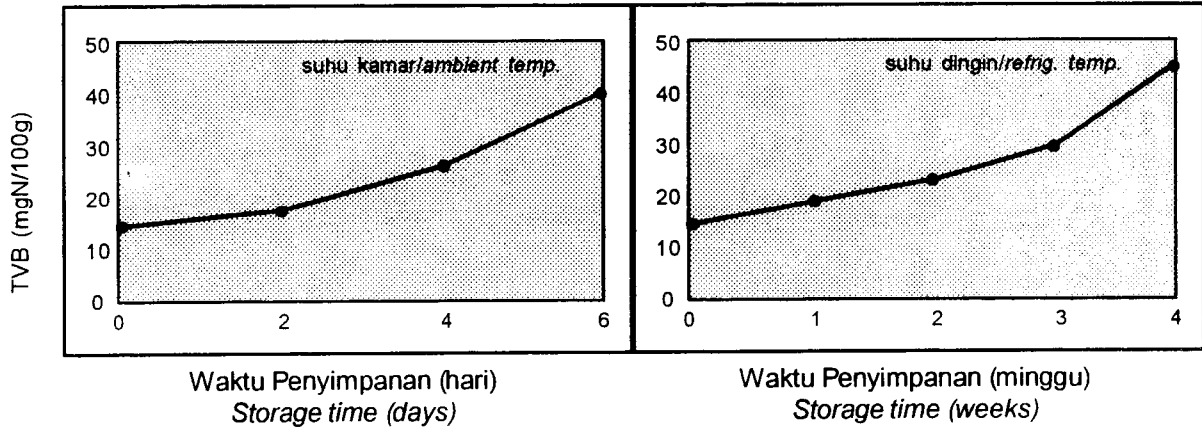 TVB (mgN/100g)
50
40
30
20
10
0
suhu kamar/ambient temp.
0 2 4 6
Waktu Penyimpanan (hari)
Storage time (days)
50
40
30
20
10
0
suhu dingin/refrig. temp.
0 1 2 3 4
Waktu Penyimpanan (minggu)
Storage time (weeks)